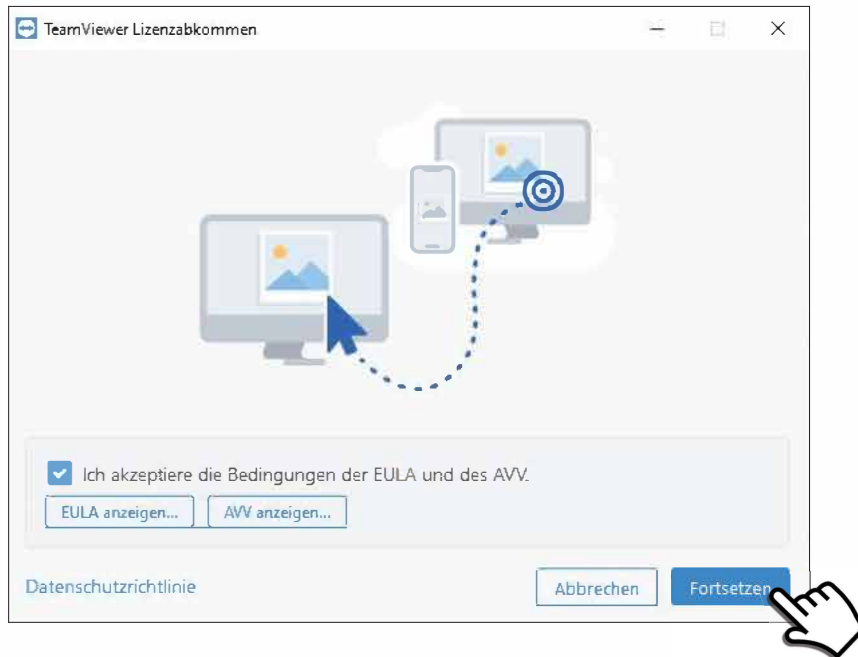 TeamViewer Lizenzabkommen
Ich akzeptiere die Bedingungen der EULA und des AVV.
EULA anzeigen... AVV anzeigen...
Datenschutzrichtlinie Abbrechen Fortsetzen